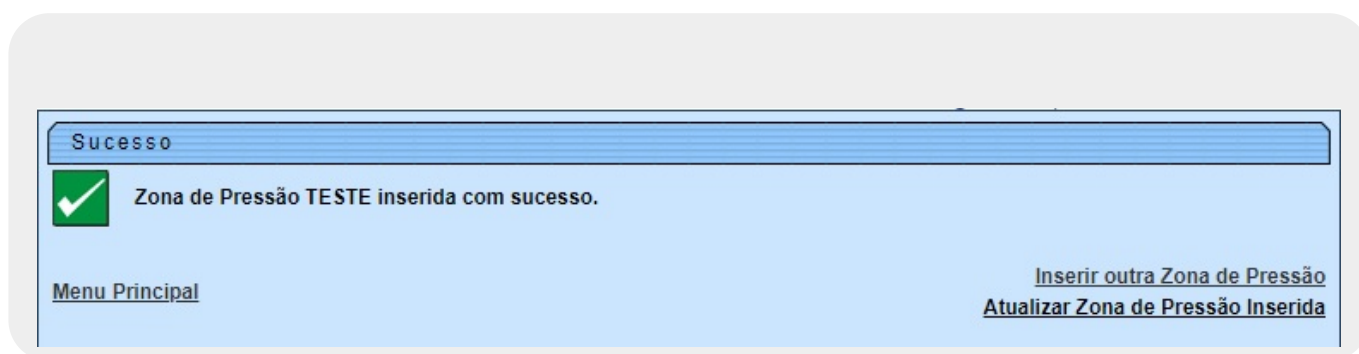 Sucesso
Zona de Pressão TESTE inserida com sucesso.
Menu Principal
Inserir outra Zona de Pressão
Atualizar Zona de Pressão Inserida